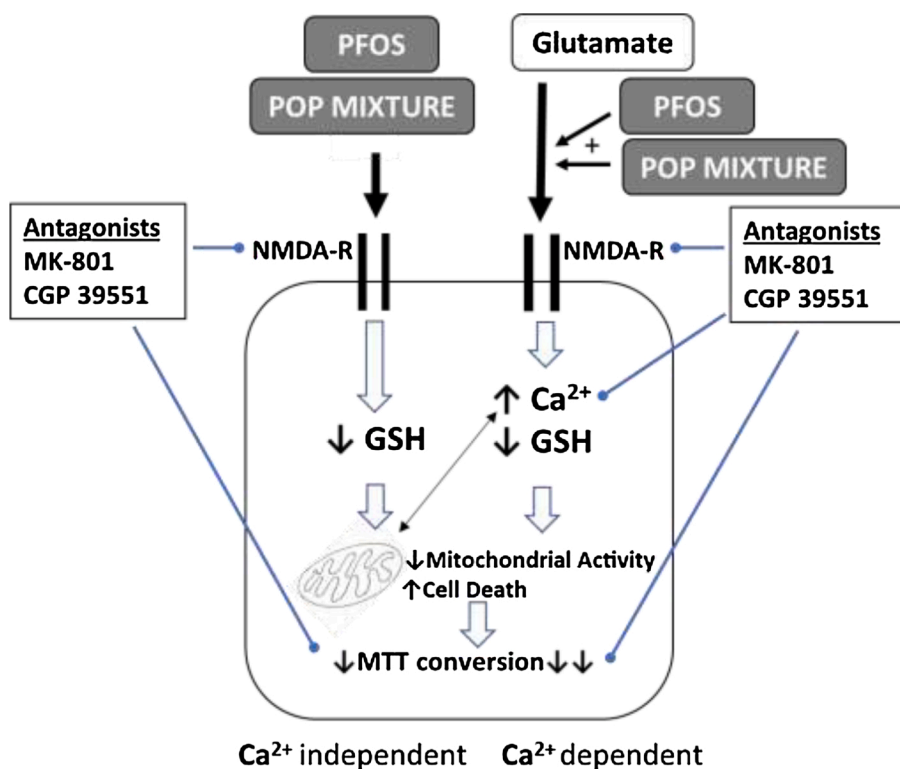 PFOS
POP MIXTURE
Glutamate
PFOS
+
POP MIXTURE
Antagonists
MK-801
CGP 39551
NMDA-R
NMDA-R
Antagonists
MK-801
CGP 39551
↑ Ca²⁺
↓ GSH
↓ GSH
↓Mitochondrial Activity
↑Cell Death
↓MTT conversion↓↓
Ca²⁺ independent
Ca²⁺ dependent